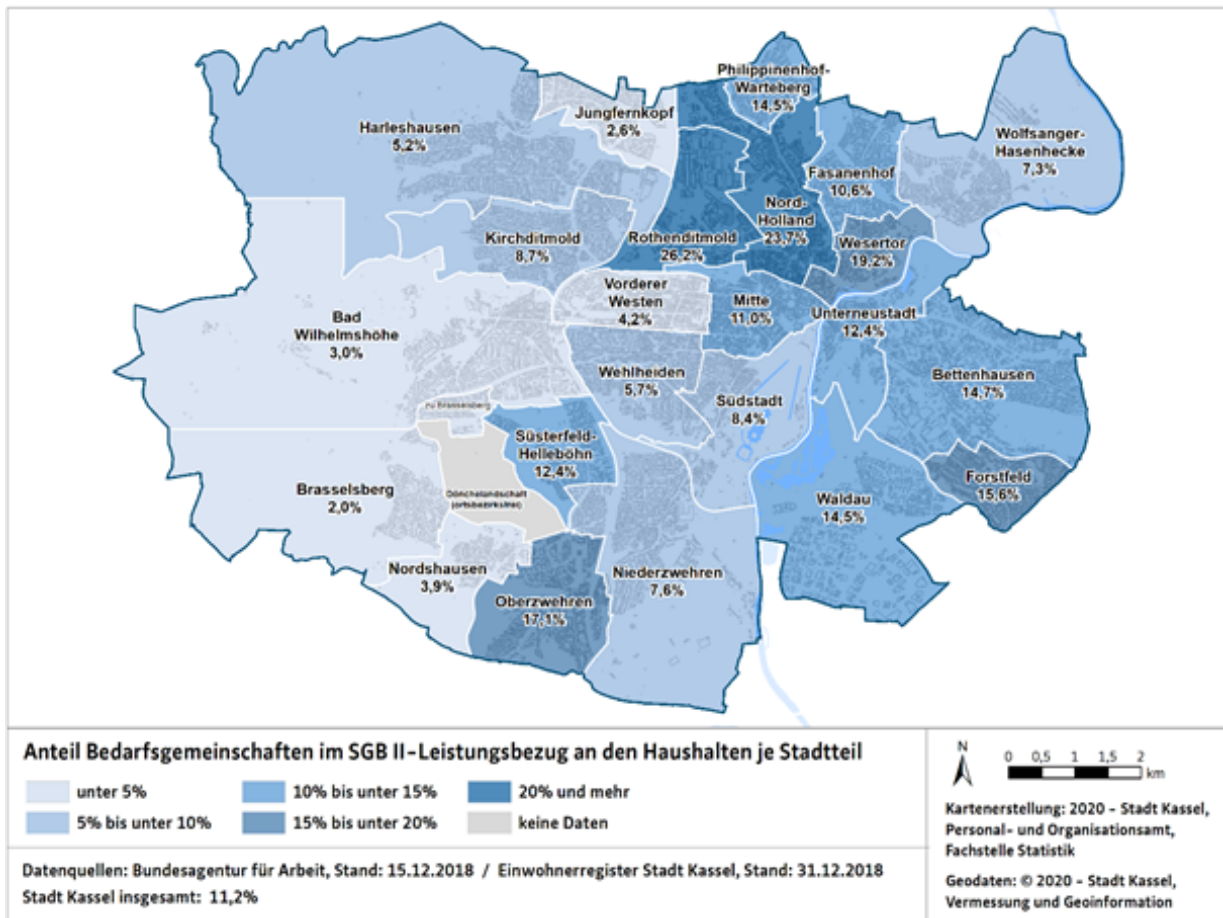 Philippinenhof-
Warteberg
14,5%
Jungfernkopf
2,6%
Harleshausen
5,2%
Wolfsanger-
Hasenhecke
7,3%
Fasanenhof
10,6%
Nord-
Holland
23,7%
Kirchditmold
8,7%
Rothenditmold
26,2%
Wesertor
19,2%
Vorderer
Westen
4,2%
Mitte
11,0%
Unterneustadt
12,4%
Bad
Wilhelmshöhe
3,0%
Wehlheiden
5,7%
Südstadt
8,4%
Bettenhausen
14,7%
zu Brasselsberg
Süsterfeld-
Helleböhn
12,4%
Forstfeld
15,6%
Brasselsberg
2,0%
Dönchelandschaft
(ortsbezirksfrei)
Waldau
14,5%
Nordshausen
3,9%
Niederzwehren
7,6%
Oberzwehren
17,1%
Anteil Bedarfsgemeinschaften im SGB II-Leistungsbezug an den Haushalten je Stadtteil
unter 5%
10% bis unter 15%
20% und mehr
5% bis unter 10%
15% bis unter 20%
keine Daten
Datenquellen: Bundesagentur für Arbeit, Stand: 15.12.2018 / Einwohnerregister Stadt Kassel, Stand: 31.12.2018
Stadt Kassel insgesamt: 11,2%
N
0 0,5 1 1,5 2
km
Kartenerstellung: 2020 - Stadt Kassel,
Personal- und Organisationsamt,
Fachstelle Statistik
Geodaten: © 2020 - Stadt Kassel,
Vermessung und Geoinformation